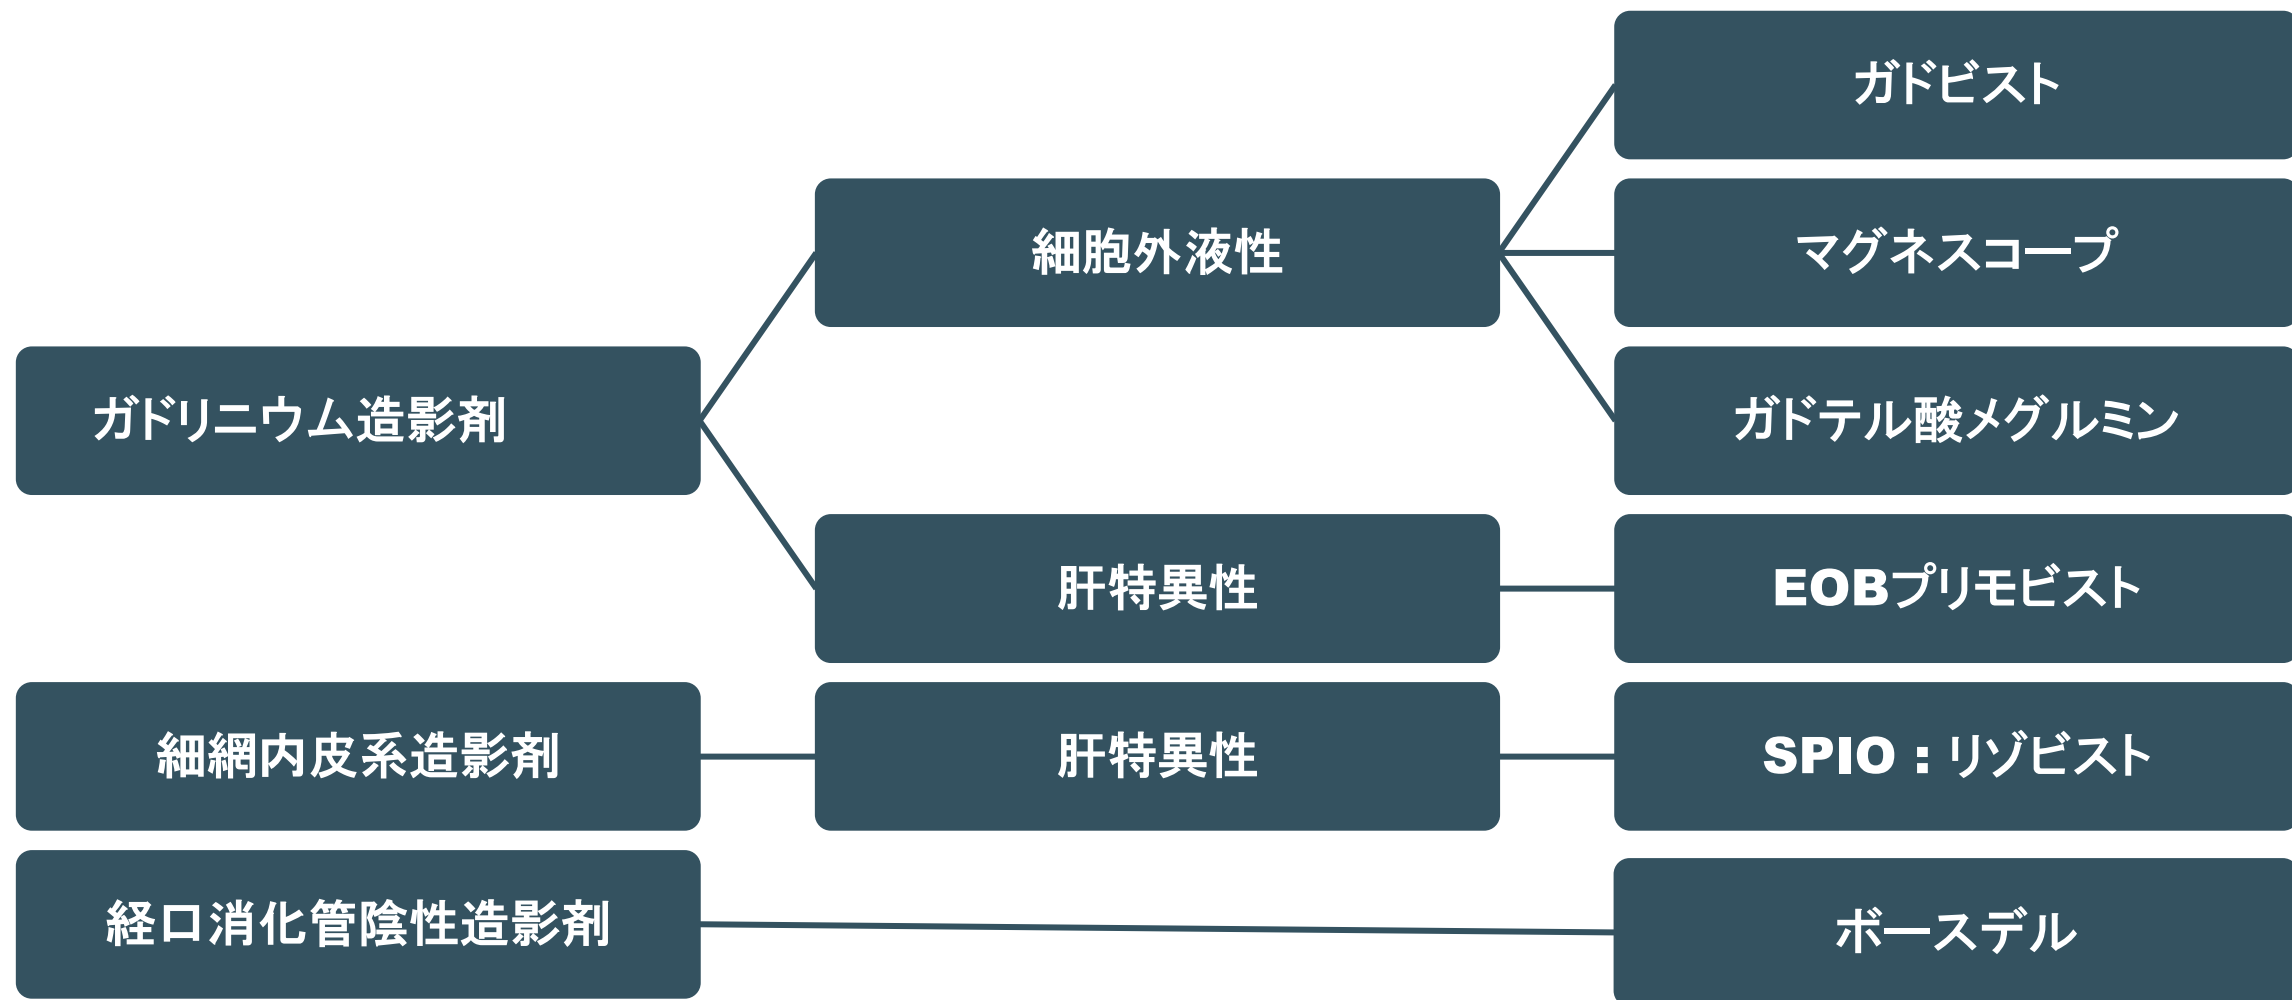 ガドリニウム造影剤
細胞外液性
ガドビスト
マグネスコープ
ガドテル酸メグルミン
肝特異性
EOBプリモビスト
細網内皮系造影剤
肝特異性
SPIO：リゾビスト
経口消化管陰性造影剤
ボースデル